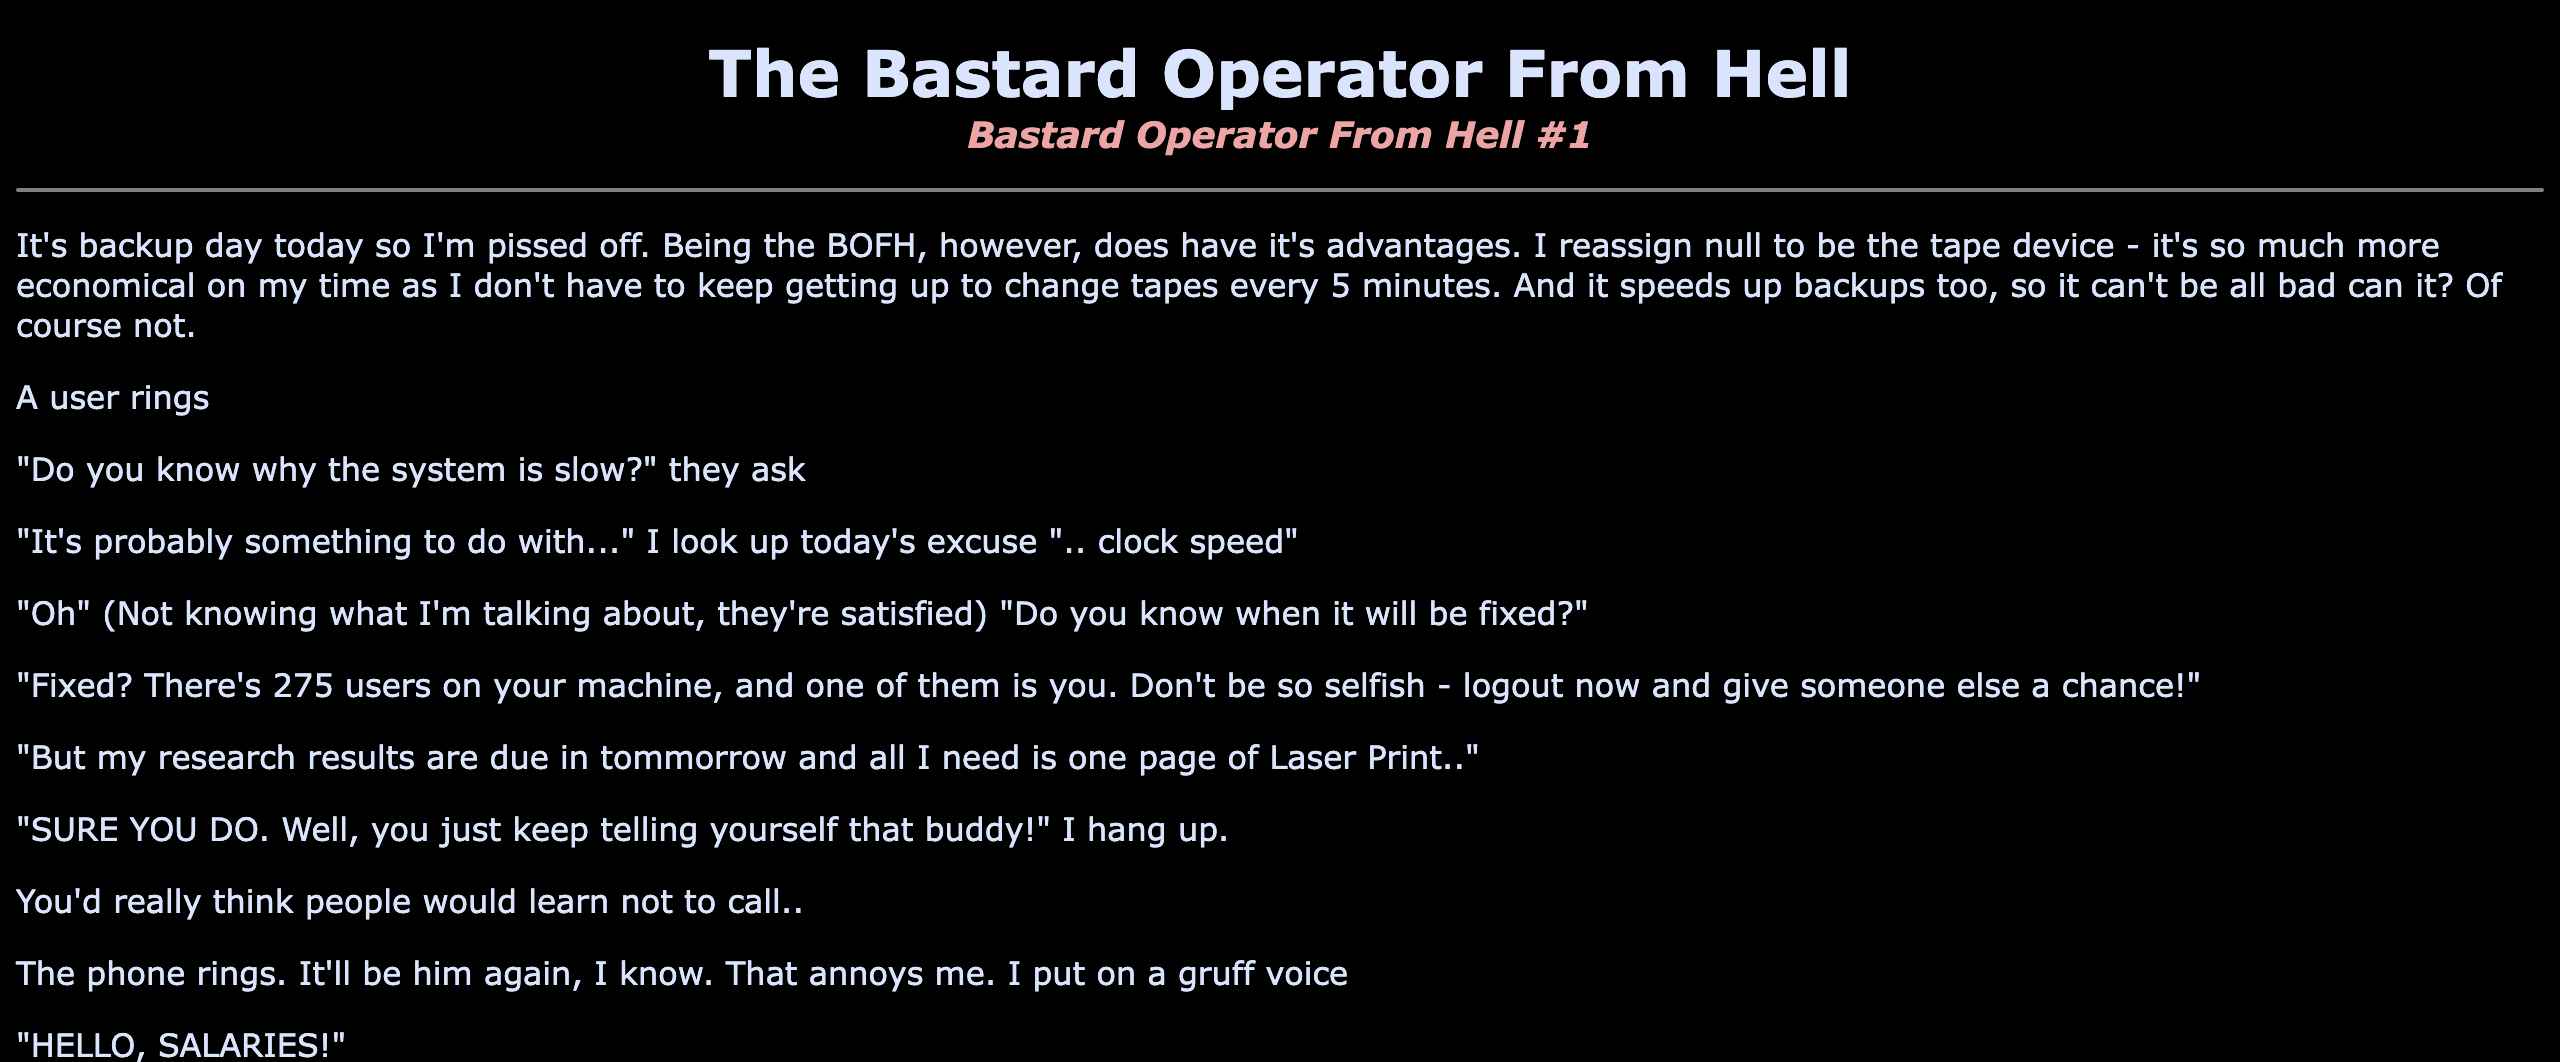 The Bastard Operator From Hell
Bastard Operator From Hell #1
It's backup day today so I'm pissed off. Being the BOFH, however, does have it's advantages. I reassign null to be the tape device - it's so much more
economical on my time as I don't have to keep getting up to change tapes every 5 minutes. And it speeds up backups too, so it can't be all bad can it? Of
course not.
A user rings
"Do you know why the system is slow?" they ask
"It's probably something to do with..." I look up today's excuse ".. clock speed"
"Oh" (Not knowing what I'm talking about, they're satisfied) "Do you know when it will be fixed?"
"Fixed? There's 275 users on your machine, and one of them is you. Don't be so selfish - logout now and give someone else a chance!"
"But my research results are due in tommorrow and all I need is one page of Laser Print.."
"SURE YOU DO. Well, you just keep telling yourself that buddy!" I hang up.
You'd really think people would learn not to call..
The phone rings. It'll be him again, I know. That annoys me. I put on a gruff voice
"HELLO, SALARIES!"